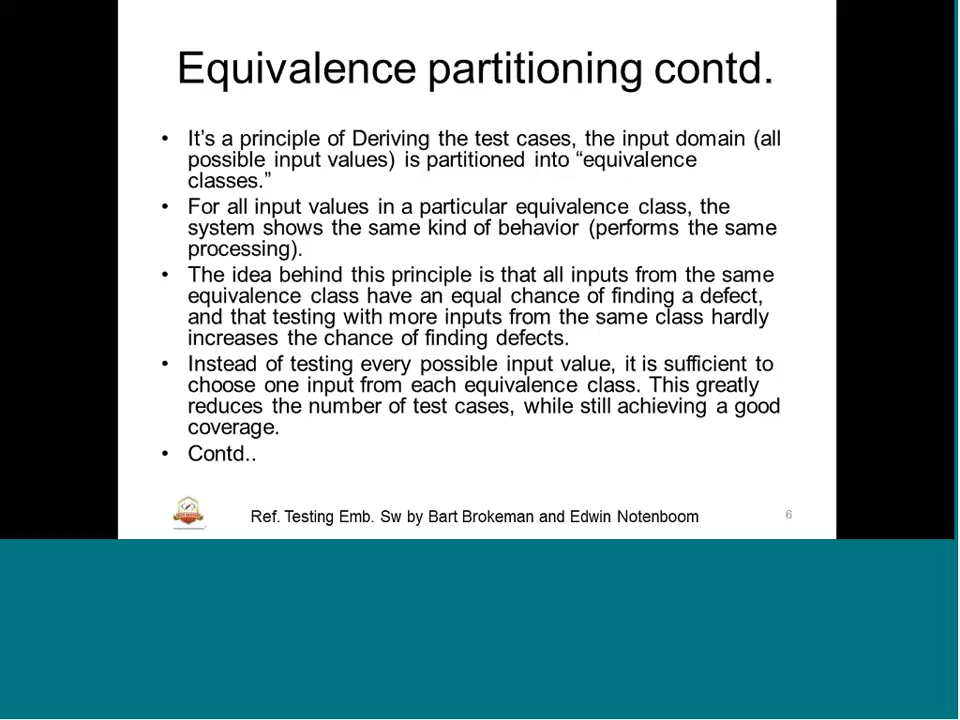 Equivalence partitioning contd.
• It's a principle of Deriving the test cases, the input domain (all
possible input values) is partitioned into “equivalence
classes.”
• For all input values in a particular equivalence class, the
system shows the same kind of behavior (performs the same
processing).
• The idea behind this principle is that all inputs from the same
equivalence class have an equal chance of finding a defect,
and that testing with more inputs from the same class hardly
increases the chance of finding defects.
• Instead of testing every possible input value, it is sufficient to
choose one input from each equivalence class. This greatly
reduces the number of test cases, while still achieving a good
coverage.
• Contd..
Ref. Testing Emb. Sw by Bart Brokeman and Edwin Notenboom
6